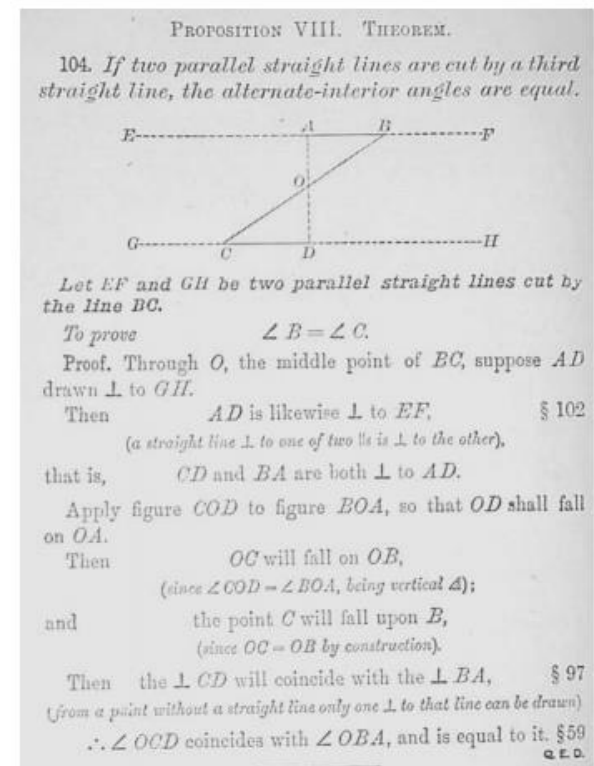 PROPOSITION VIII. THEOREM.
104. If two parallel straight lines are cut by a third
straight line, the alternate-interior angles are equal.
A B
E F
O
G H
C D
Let EF and GH be two parallel straight lines cut by
the line BC.
To prove ∠ B = ∠ C.
Proof. Through O, the middle point of BC, suppose AD
drawn ⊥ to GH.
Then AD is likewise ⊥ to EF, § 102
(a straight line ⊥ to one of two ∥s is ⊥ to the other),
that is, CD and BA are both ⊥ to AD.
Apply figure COD to figure BOA, so that OD shall fall
on OA.
Then OC will fall on OB,
(since ∠ COD = ∠ BOA, being vertical ∠s);
and the point C will fall upon B,
(since OC = OB by construction).
Then the ⊥ CD will coincide with the ⊥ BA, § 97
(from a point without a straight line only one ⊥ to that line can be drawn)
∴ ∠ OCD coincides with ∠ OBA, and is equal to it. §59
Q.E.D.